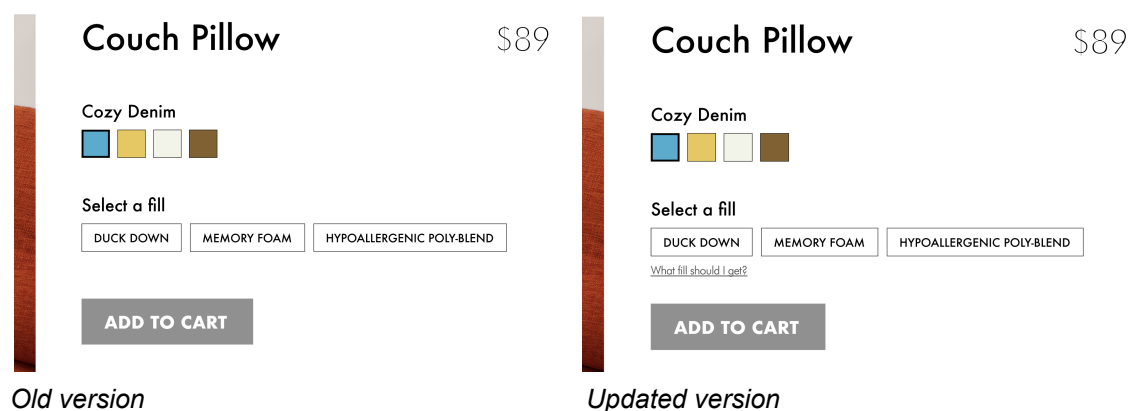 Couch Pillow $89
Cozy Denim
Select a fill
DUCK DOWN MEMORY FOAM HYPOALLERGENIC POLY-BLEND
ADD TO CART
Old version
Couch Pillow $89
Cozy Denim
Select a fill
DUCK DOWN MEMORY FOAM HYPOALLERGENIC POLY-BLEND
What fill should I get?
ADD TO CART
Updated version